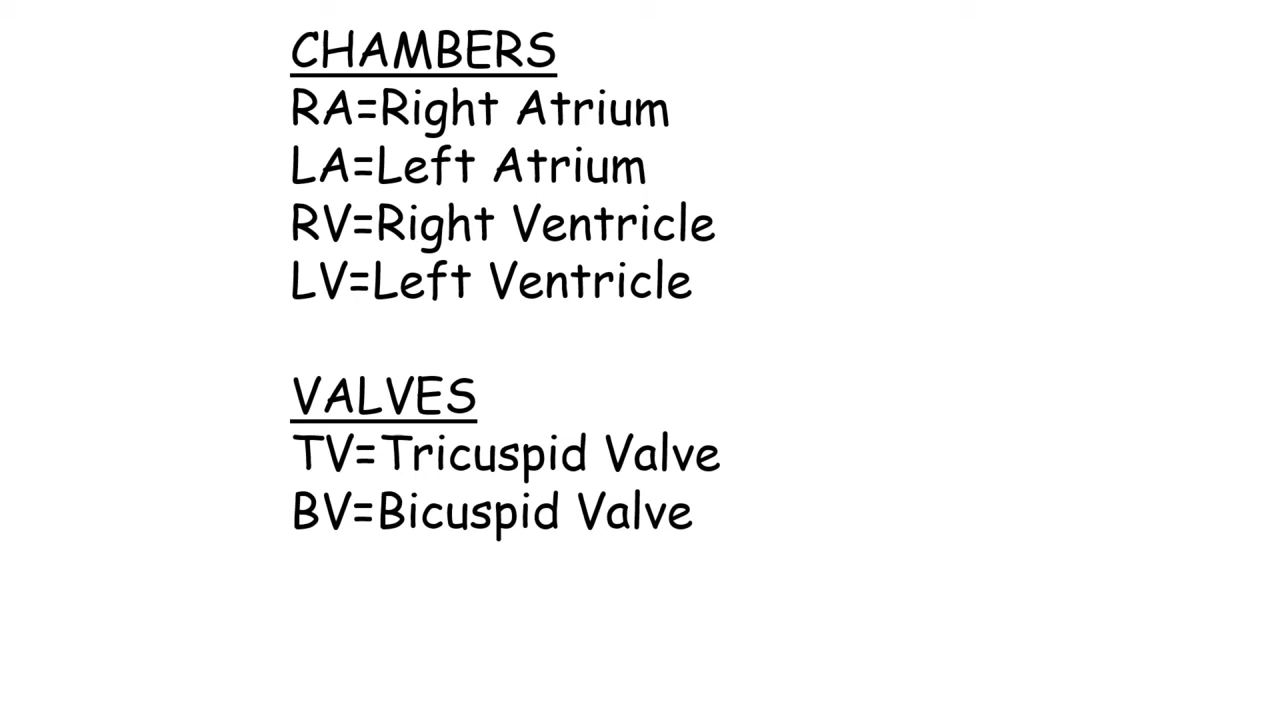 CHAMBERS
RA=Right Atrium
LA=Left Atrium
RV=Right Ventricle
LV=Left Ventricle
VALVES
TV=Tricuspid Valve
BV=Bicuspid Valve